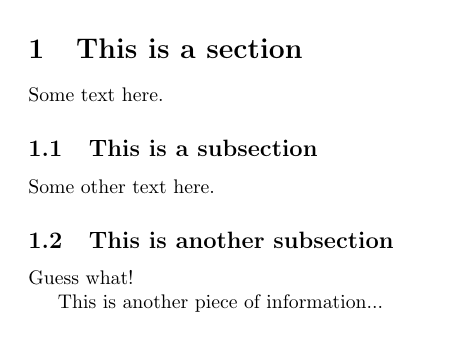 1 This is a section
Some text here.
1.1 This is a subsection
Some other text here.
1.2 This is another subsection
Guess what!
This is another piece of information...